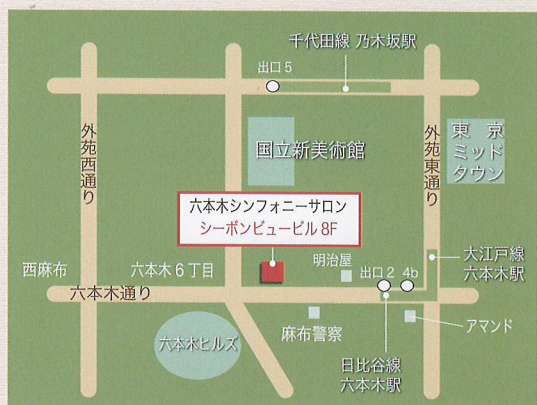 千代田線 乃木坂駅
出口5
外苑西通り
国立新美術館
外苑東通り
東 京
ミッド
タウン
六本木シンフォニーサロン
シーボンビュービル 8F
西麻布
六本木6丁目
明治屋
出口2 4b
大江戸線
六本木駅
六本木通り
六本木ヒルズ
麻布警察
アマンド
日比谷線
六本木駅